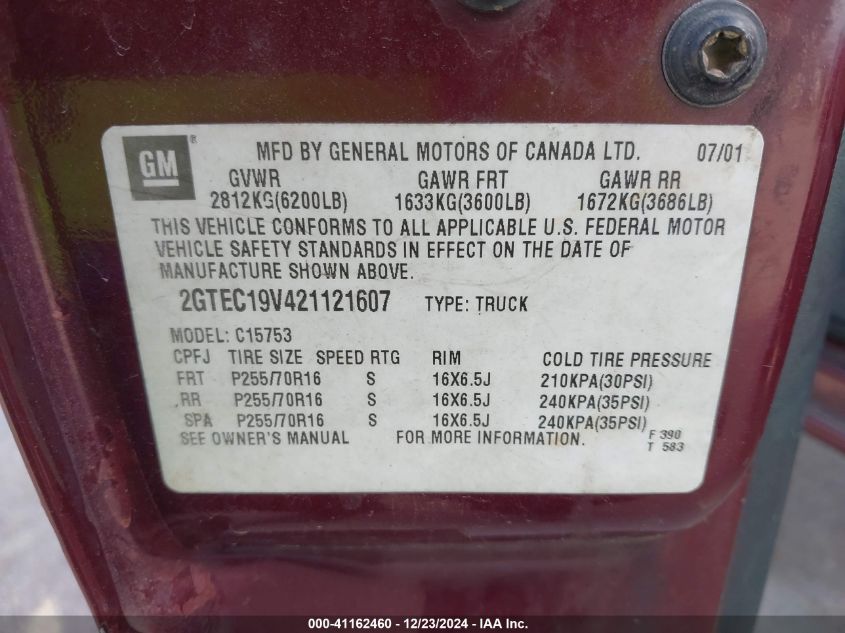 GM ® MFD BY GENERAL MOTORS OF CANADA LTD. 07/01
GVWR GAWR FRT GAWR RR
2812KG(6200LB) 1633KG(3600LB) 1672KG(3686LB)
THIS VEHICLE CONFORMS TO ALL APPLICABLE U.S. FEDERAL MOTOR
VEHICLE SAFETY STANDARDS IN EFFECT ON THE DATE OF
MANUFACTURE SHOWN ABOVE.
2GTEC19V421121607 TYPE: TRUCK
MODEL: C15753
CPFJ TIRE SIZE SPEED RTG RIM COLD TIRE PRESSURE
FRT P255/70R16 S 16X6.5J 210KPA(30PSI)
RR P255/70R16 S 16X6.5J 240KPA(35PSI)
SPA P255/70R16 S 16X6.5J 240KPA(35PSI)
SEE OWNER'S MANUAL FOR MORE INFORMATION. F 390
T 583
000-41162460 - 12/23/2024 - IAA Inc.